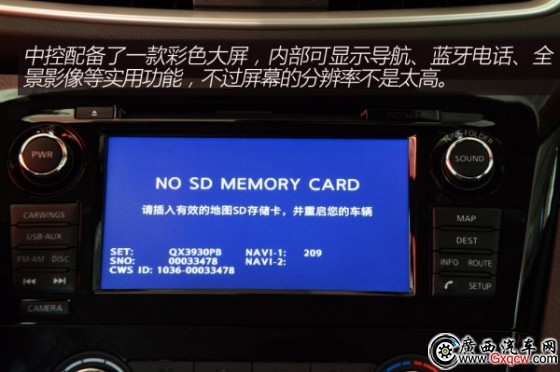 中控配备了一款彩色大屏，内部可显示导航、蓝牙电话、全
景影像等实用功能，不过屏幕的分辨率不是太高。
TUNE·FOLDER
PWR
SOUND
NO SD MEMORY CARD
请插入有效的地图SD存储卡，并重启您的车辆
CARWINGS
MAP
USB·AUX
DEST
SET: QX3930P8 NAVI-1: 209
SNO: 00033478 NAVI-2:
CWS ID: 1036-00033478
FM·AM DISC
INFO ROUTE
SETUP
CAMERA
廣西汽车网
www.Gxqcw.com